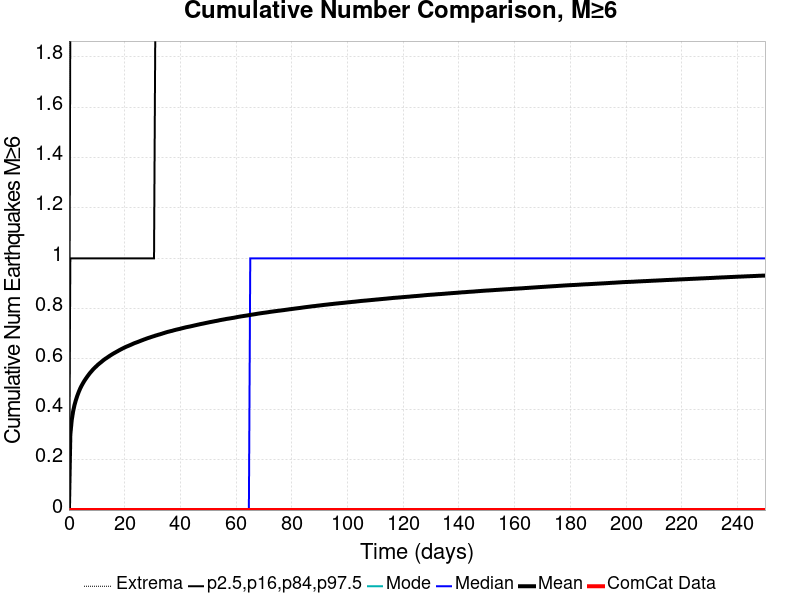 Cumulative Number Comparison, M≥6
Cumulative Num Earthquakes M≥6
1.8
1.6
1.4
1.2
1
0.8
0.6
0.4
0.2
0
0 20 40 60 80 100 120 140 160 180 200 220 240
Time (days)
Extrema p2.5,p16,p84,p97.5 Mode Median Mean ComCat Data